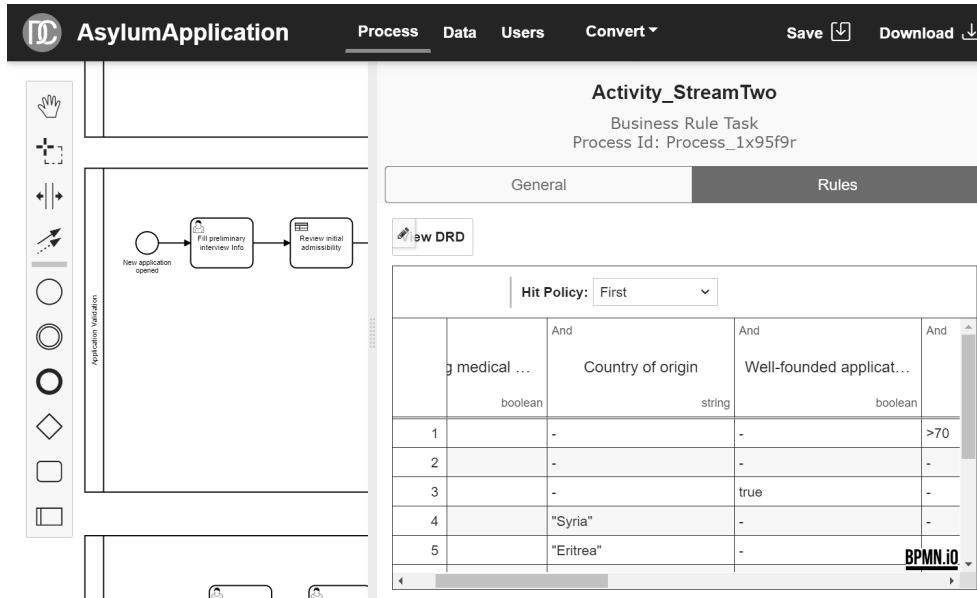 DC AsylumApplication Process Data Users Convert Save Download
Activity_StreamTwo
Business Rule Task
Process Id: Process_1x95f9r
General Rules
ew DRD
Hit Policy: First
And And And
g medical ... Country of origin Well-founded applicat...
boolean string boolean
1 - - >70
2 - - -
3 - true -
4 "Syria" - -
5 "Eritrea" -
BPMN.iO
Application Validation
New application
opened
Fill preliminary
interview Info
Review initial
admissibility